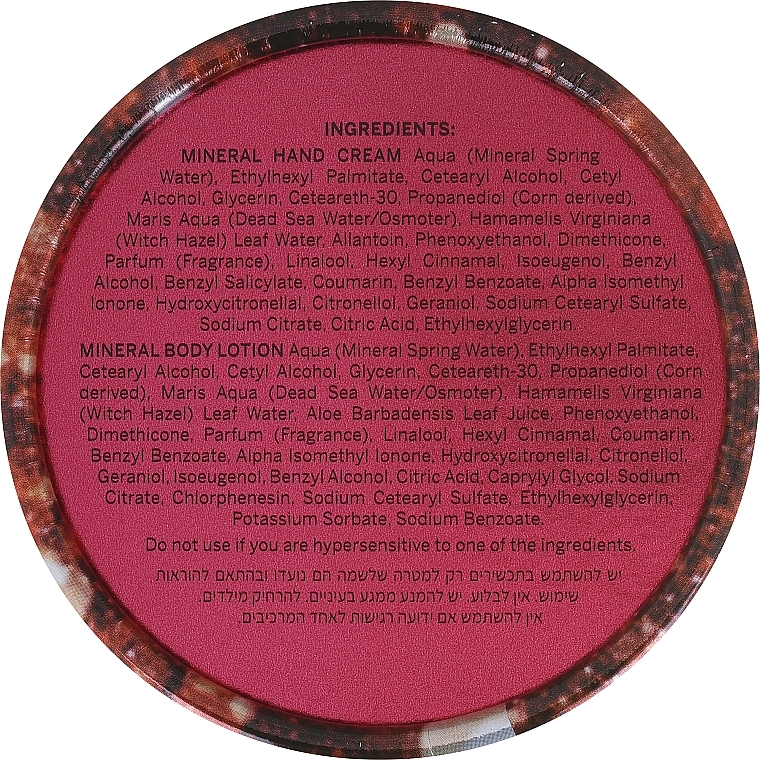 INGREDIENTS:
MINERAL HAND CREAM Aqua (Mineral Spring
Water), Ethylhexyl Palmitate, Cetearyl Alcohol, Cetyl
Alcohol, Glycerin, Ceteareth-30, Propanediol (Corn derived),
Maris Aqua (Dead Sea Water/Osmoter), Hamamelis Virginiana
(Witch Hazel) Leaf Water, Allantoin, Phenoxyethanol, Dimethicone,
Parfum (Fragrance), Linalool, Hexyl Cinnamal, Isoeugenol, Benzyl
Alcohol, Benzyl Salicylate, Coumarin, Benzyl Benzoate, Alpha Isomethyl
Ionone, Hydroxycitronellal, Citronellol, Geraniol, Sodium Cetearyl Sulfate,
Sodium Citrate, Citric Acid, Ethylhexylglycerin.
MINERAL BODY LOTION Aqua (Mineral Spring Water), Ethylhexyl Palmitate,
Cetearyl Alcohol, Cetyl Alcohol, Glycerin, Ceteareth-30, Propanediol (Corn
derived), Maris Aqua (Dead Sea Water/Osmoter), Hamamelis Virginiana
(Witch Hazel) Leaf Water, Aloe Barbadensis Leaf Juice, Phenoxyethanol,
Dimethicone, Parfum (Fragrance), Linalool, Hexyl Cinnamal, Coumarin,
Benzyl Benzoate, Alpha Isomethyl Ionone, Hydroxycitronellal, Citronellol,
Geraniol, Isoeugenol, Benzyl Alcohol, Citric Acid, Caprylyl Glycol, Sodium
Citrate, Chlorphenesin, Sodium Cetearyl Sulfate, Ethylhexylglycerin,
Potassium Sorbate, Sodium Benzoate.
Do not use if you are hypersensitive to one of the ingredients.
יש להשתמש בתכשירים רק למטרה שלשמה הם נועדו ובהתאם להוראות
שימוש. אין לבלוע. יש להמנע ממגע בעיניים. להרחיק מילדים.
אין להשתמש אם ידועה רגישות לאחד המרכיבים.